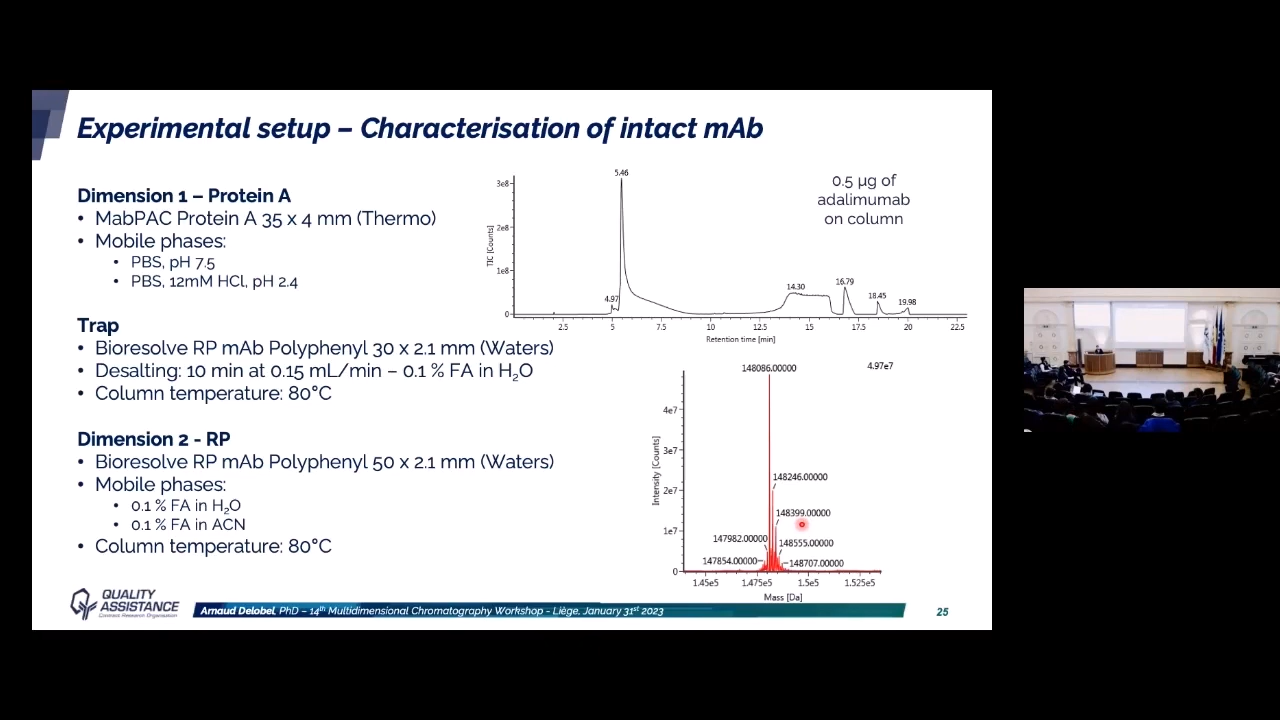 Experimental setup – Characterisation of intact mAb
Dimension 1 – Protein A
• MabPAC Protein A 35 x 4 mm (Thermo)
• Mobile phases:
• PBS, pH 7.5
• PBS, 12mM HCl, pH 2.4
Trap
• Bioresolve RP mAb Polyphenyl 30 x 2.1 mm (Waters)
• Desalting: 10 min at 0.15 mL/min – 0.1 % FA in H₂O
• Column temperature: 80°C
Dimension 2 - RP
• Bioresolve RP mAb Polyphenyl 50 x 2.1 mm (Waters)
• Mobile phases:
• 0.1 % FA in H₂O
• 0.1 % FA in ACN
• Column temperature: 80°C
0.5 µg of
adalimumab
on column
5.46
3e8
2e8
1e8
0
TIC [Counts]
4.97
14.30
16.79
18.45
19.98
2.5 5 7.5 10 12.5 15 17.5 20 22.5
Retention time [min]
148086.00000
4.97e7
4e7
3e7
2e7
1e7
0
Intensity [Counts]
148246.00000
148399.00000
147982.00000
148555.00000
147854.00000
148707.00000
1.45e5 1.475e5 1.5e5 1.525e5
Mass [Da]
QUALITY
ASSISTANCE
Contract Research Organisation
Arnaud Delobel, PhD – 14th Multidimensional Chromatography Workshop - Liège, January 31st 2023
25